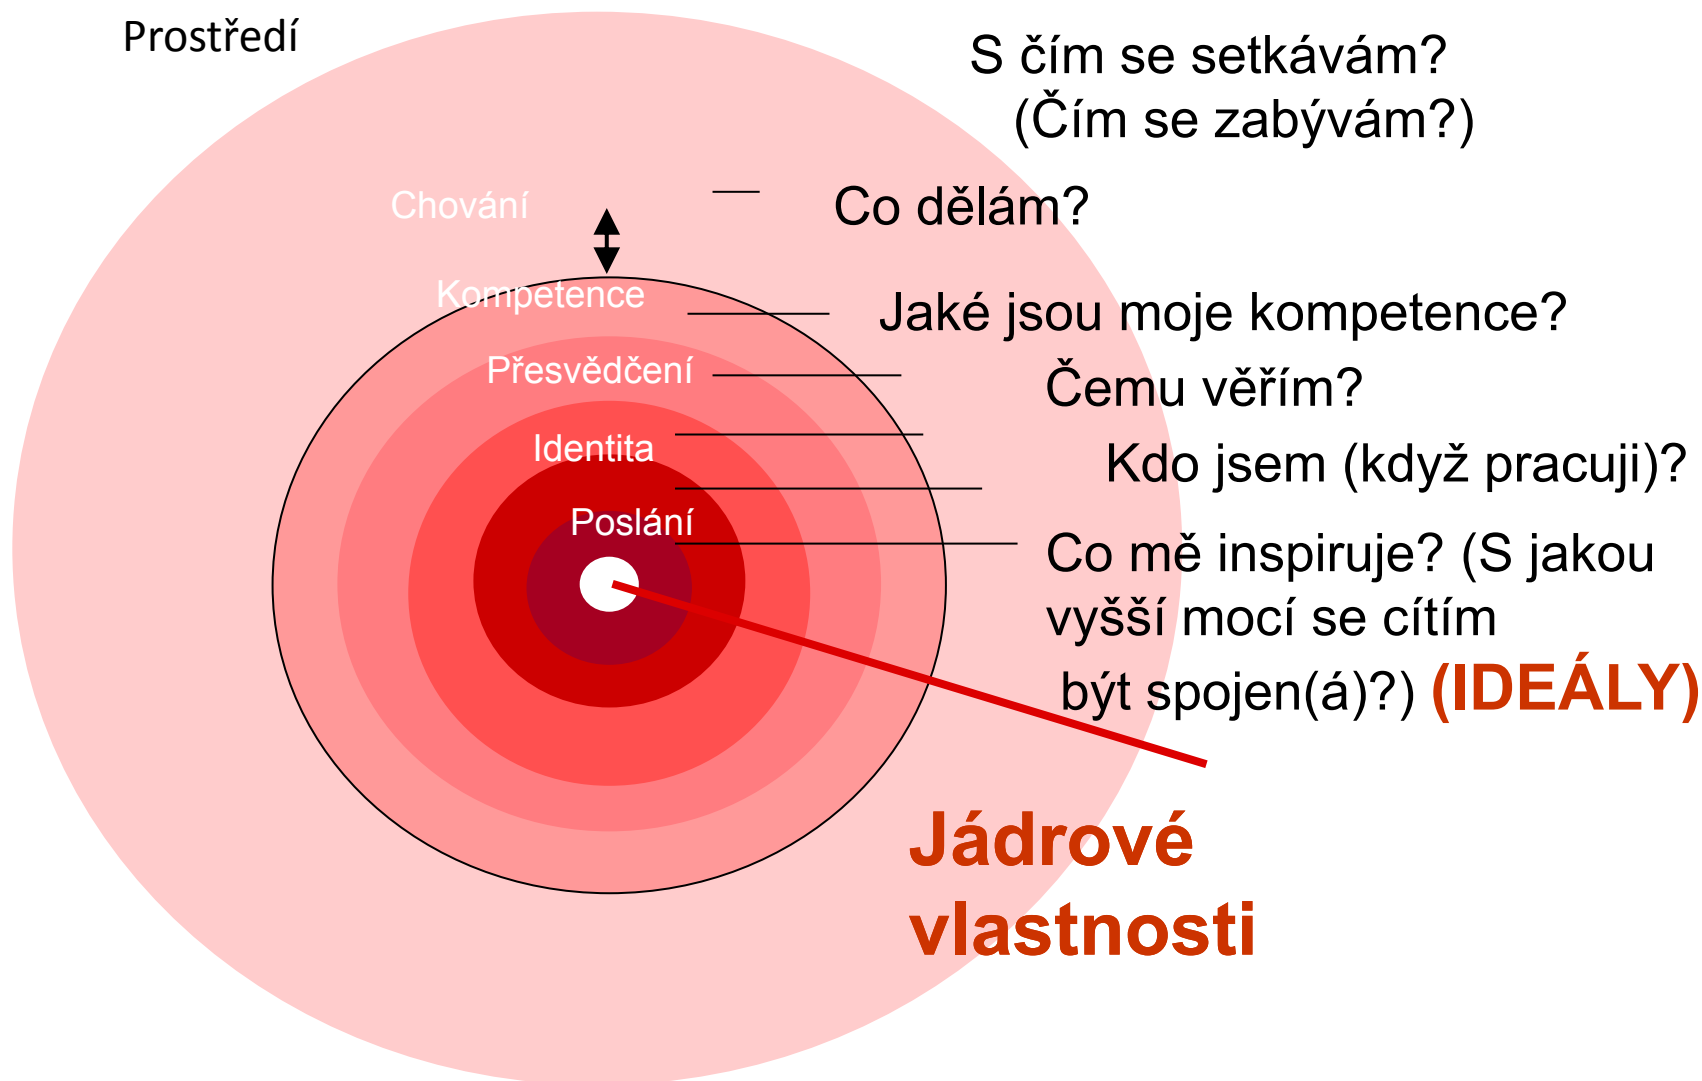 Prostředí
S čím se setkávám?
(Čím se zabývám?)
Chování
Co dělám?
Kompetence
Jaké jsou moje kompetence?
Přesvědčení
Čemu věřím?
Identita
Kdo jsem (když pracuji)?
Poslání
Co mě inspiruje? (S jakou
vyšší mocí se cítím
být spojen(á)?) (IDEÁLY)
Jádrové
vlastnosti